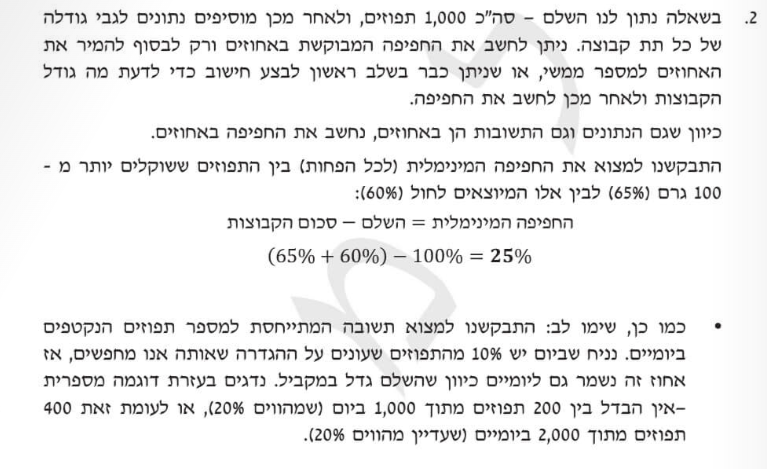 2. בשאלה נתון לנו השלם – סה"כ 1,000 תפוזים, ולאחר מכן מוסיפים נתונים לגבי גודלה
של כל תת קבוצה. ניתן לחשב את החפיפה המבוקשת באחוזים ורק לבסוף להמיר את
האחוזים למספר ממשי, או שניתן כבר בשלב ראשון לבצע חישוב כדי לדעת מה גודל
הקבוצות ולאחר מכן לחשב את החפיפה.
כיוון שגם הנתונים וגם התשובות הן באחוזים, נחשב את החפיפה באחוזים.
התבקשנו למצוא את החפיפה המינימלית (לכל הפחות) בין התפוזים ששוקלים יותר מ -
100 גרם (65%) לבין אלו המיוצאים לחול (60%):
החפיפה המינימלית = השלם – סכום הקבוצות
(65% + 60%) – 100% = 25%
• כמו כן, שימו לב: התבקשנו למצוא תשובה המתייחסת למספר תפוזים הנקטפים
ביומיים. נניח שביום יש 10% מהתפוזים שעונים על ההגדרה שאותה אנו מחפשים, אז
אחוז זה נשמר גם ליומיים כיוון שהשלם גדל במקביל. נדגים בעזרת דוגמה מספרית
–אין הבדל בין 200 תפוזים מתוך 1,000 ביום (שמהווים 20%), או לעומת זאת 400
תפוזים מתוך 2,000 ביומיים (שעדיין מהווים 20%).